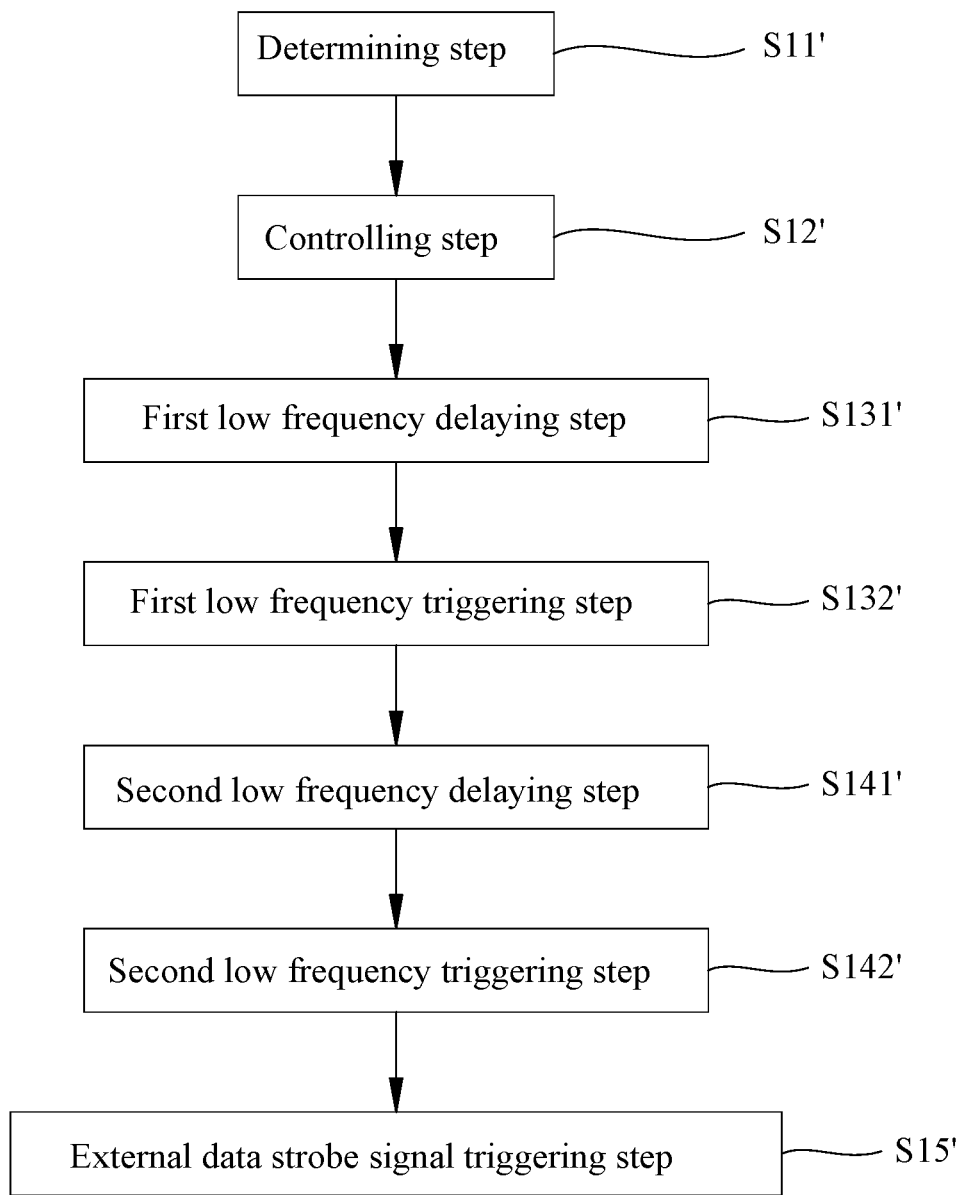 Determining step
S11'
Controlling step
S12'
First low frequency delaying step
S131'
First low frequency triggering step
S132'
Second low frequency delaying step
S141'
Second low frequency triggering step
S142'
External data strobe signal triggering step
S15'